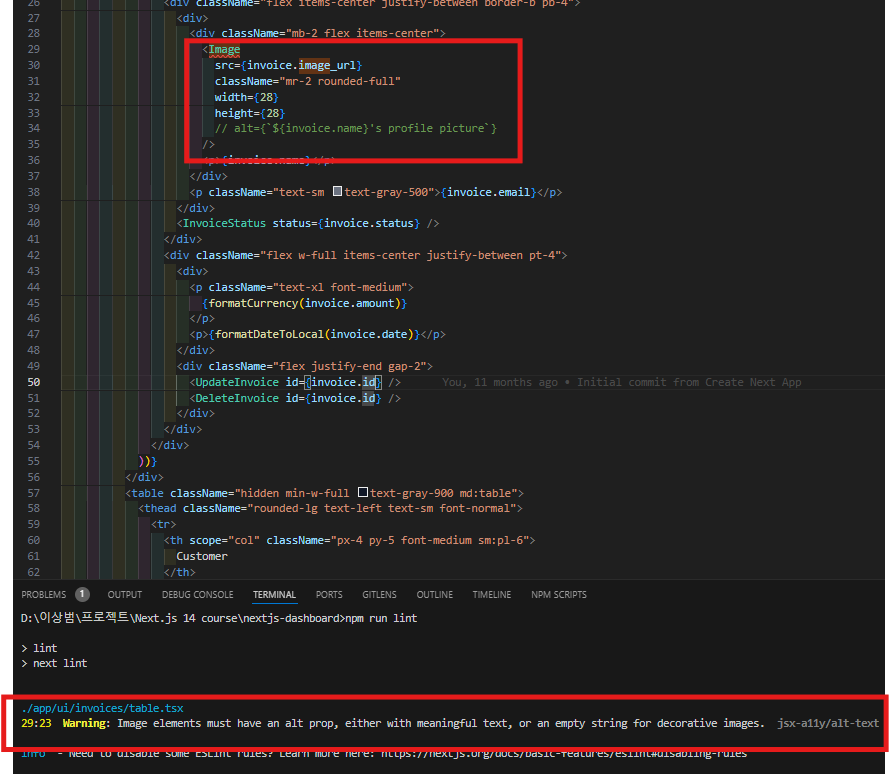 26 <div className="flex items-center justify-between border-b pb-4">
27 <div>
28 <div className="mb-2 flex items-center">
29 <Image
30 src={invoice.image_url}
31 className="mr-2 rounded-full"
32 width={28}
33 height={28}
34 // alt={`${invoice.name}'s profile picture`}
35 />
36 <p>{invoice.name}</p>
37 </div>
38 <p className="text-sm text-gray-500">{invoice.email}</p>
39 </div>
40 <InvoiceStatus status={invoice.status} />
41 </div>
42 <div className="flex w-full items-center justify-between pt-4">
43 <div>
44 <p className="text-xl font-medium">
45 {formatCurrency(invoice.amount)}
46 </p>
47 <p>{formatDateToLocal(invoice.date)}</p>
48 </div>
49 <div className="flex justify-end gap-2">
50 <UpdateInvoice id={invoice.id} /> You, 11 months ago • Initial commit from Create Next App
51 <DeleteInvoice id={invoice.id} />
52 </div>
53 </div>
54 </div>
55 ))}
56 </div>
57 <table className="hidden min-w-full text-gray-900 md:table">
58 <thead className="rounded-lg text-left text-sm font-normal">
59 <tr>
60 <th scope="col" className="px-4 py-5 font-medium sm:pl-6">
61 Customer
62 </th>
PROBLEMS 1 OUTPUT DEBUG CONSOLE TERMINAL PORTS GITLENS OUTLINE TIMELINE NPM SCRIPTS
D:\이상범\프로젝트\Next.js 14 course\nextjs-dashboard>npm run lint
> lint
> next lint
./app/ui/invoices/table.tsx
29:23 Warning: Image elements must have an alt prop, either with meaningful text, or an empty string for decorative images. jsx-a11y/alt-text
info - Need to disable some ESLint rules? Learn more here: https://nextjs.org/docs/basic-features/eslint#disabling-rules